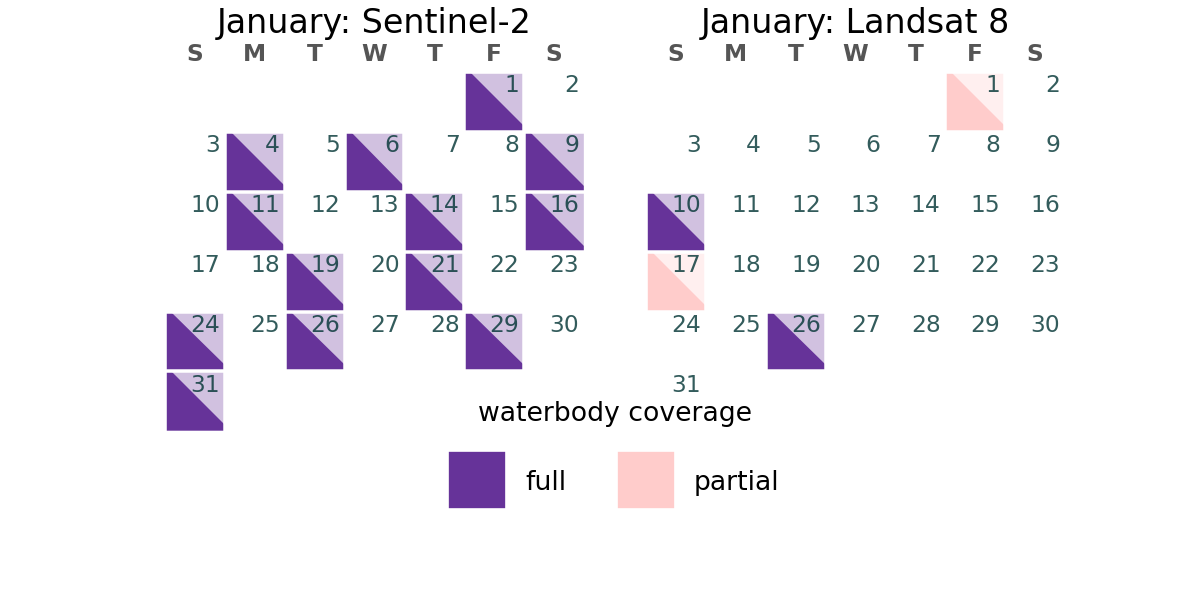 January: Sentinel-2
S M T W T F S
1 2
3 4 5 6 7 8 9
10 11 12 13 14 15 16
17 18 19 20 21 22 23
24 25 26 27 28 29 30
31
January: Landsat 8
S M T W T F S
1 2
3 4 5 6 7 8 9
10 11 12 13 14 15 16
17 18 19 20 21 22 23
24 25 26 27 28 29 30
31
waterbody coverage
full partial